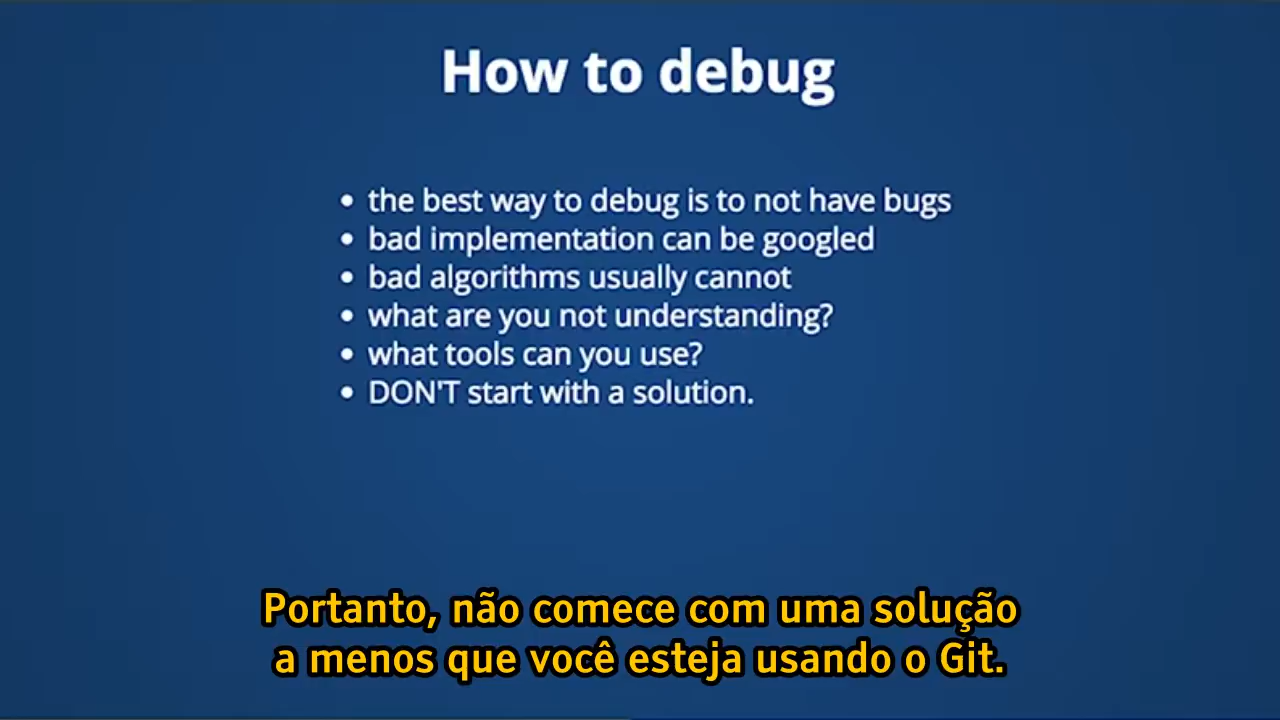 How to debug
• the best way to debug is to not have bugs
• bad implementation can be googled
• bad algorithms usually cannot
• what are you not understanding?
• what tools can you use?
• DON'T start with a solution.
Portanto, não comece com uma solução
a menos que você esteja usando o Git.